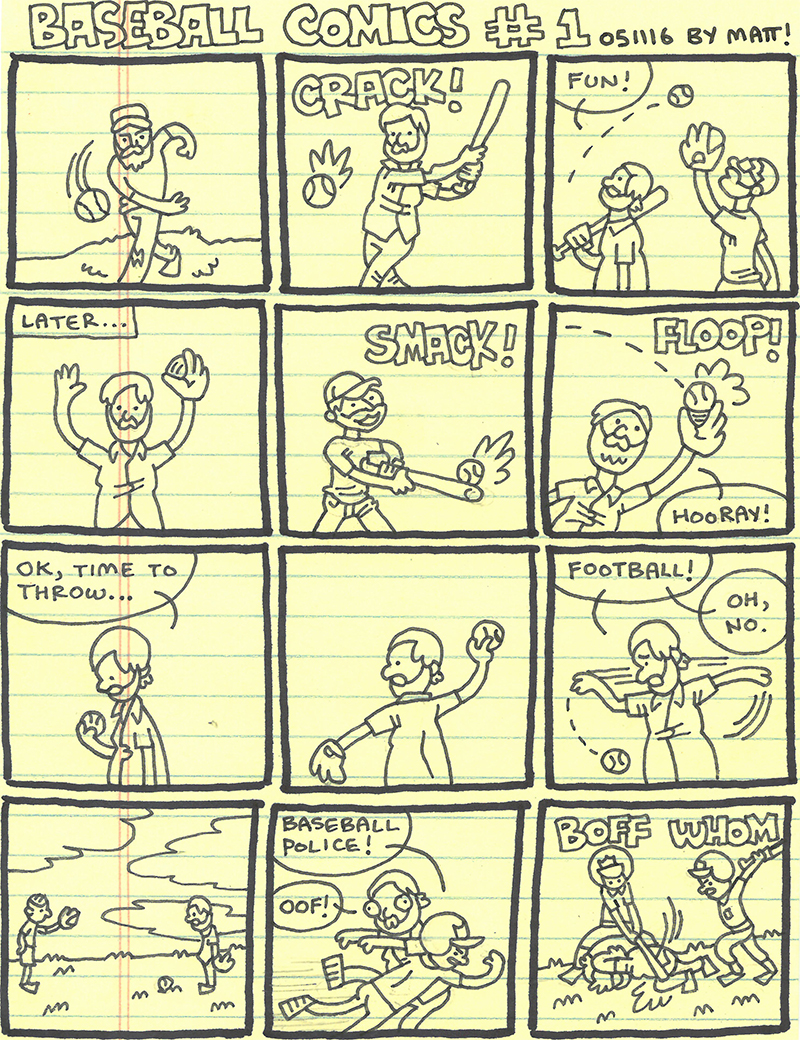 BASEBALL COMICS #1 051116 BY MATT!
CRACK!
FUN!
LATER...
SMACK!
FLOOP!
HOORAY!
OK, TIME TO
THROW...
FOOTBALL!
OH,
NO.
BASEBALL
POLICE!
OOF!
BOFF WHOM